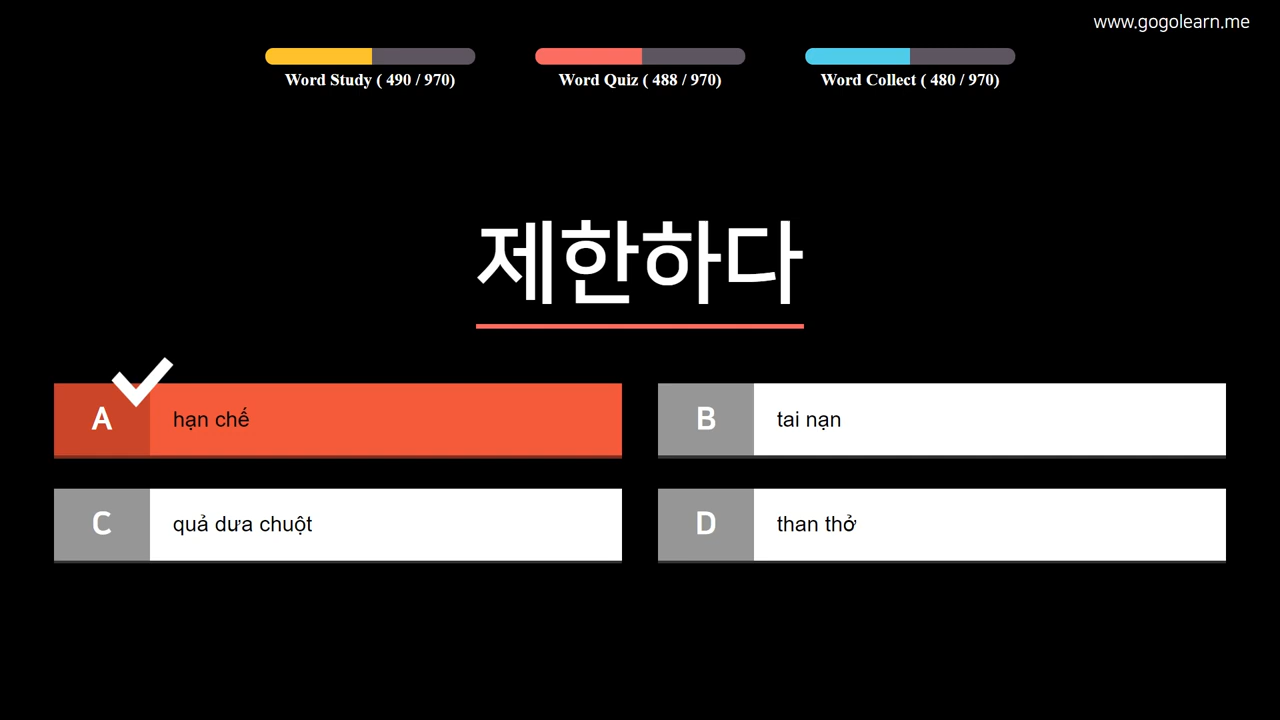 www.gogolearn.me
Word Study ( 490 / 970)
Word Quiz ( 488 / 970)
Word Collect ( 480 / 970)
제한하다
A hạn chế
B tai nạn
C quả dưa chuột
D than thở